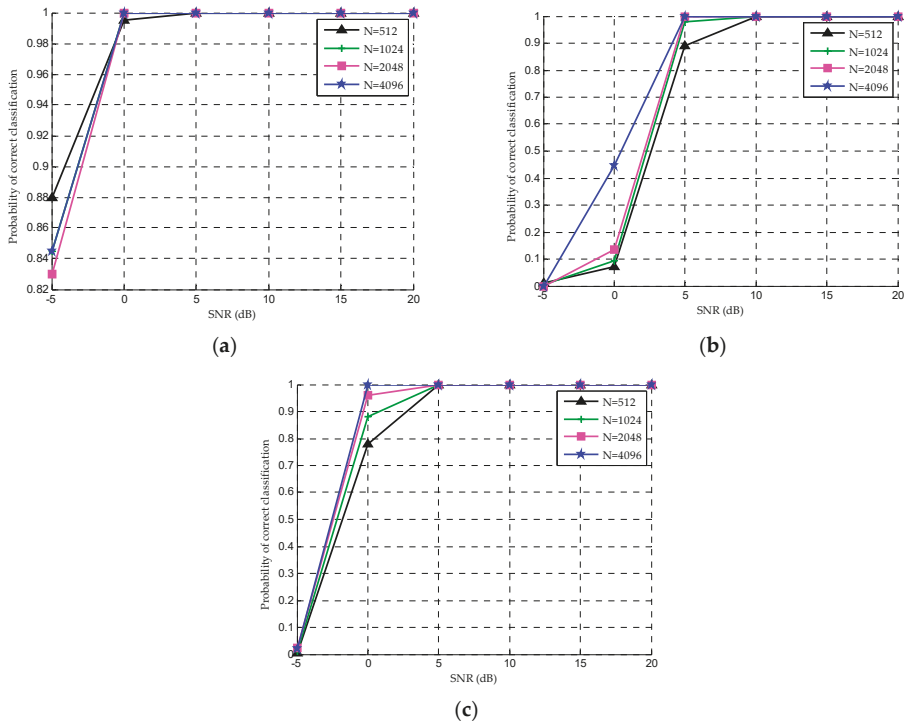 Probability of correct classification
1
0.98
0.96
0.94
0.92
0.9
0.88
0.86
0.84
0.82
-5
0
5
10
15
20
SNR (dB)
N=512
N=1024
N=2048
N=4096
(a)
Probability of correct classification
1
0.9
0.8
0.7
0.6
0.5
0.4
0.3
0.2
0.1
0
-5
0
5
10
15
20
SNR (dB)
N=512
N=1024
N=2048
N=4096
(b)
Probability of correct classification
1
0.9
0.8
0.7
0.6
0.5
0.4
0.3
0.2
0.1
0
-5
0
5
10
15
20
SNR (dB)
N=512
N=1024
N=2048
N=4096
(c)